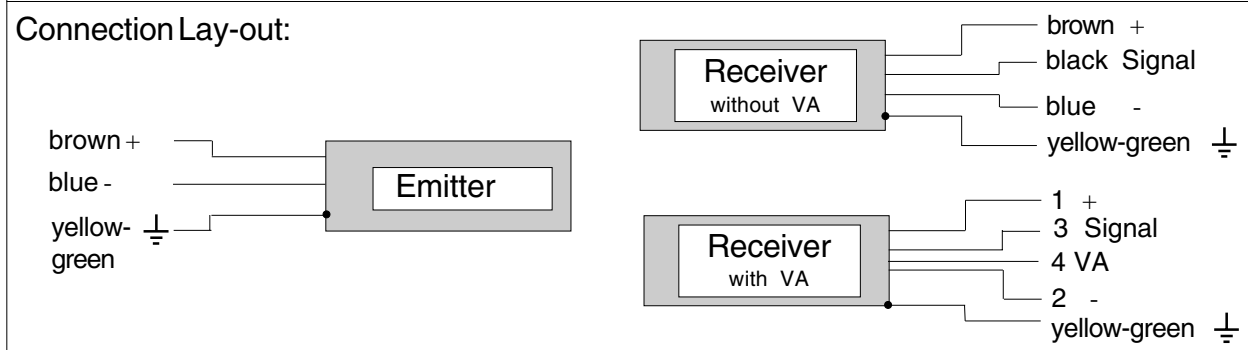 Connection Lay-out:
brown +
blue -
yellow-
green
Emitter
Receiver
without VA
brown +
black Signal
blue -
yellow-green
Receiver
with VA
1 +
3 Signal
4 VA
2 -
yellow-green